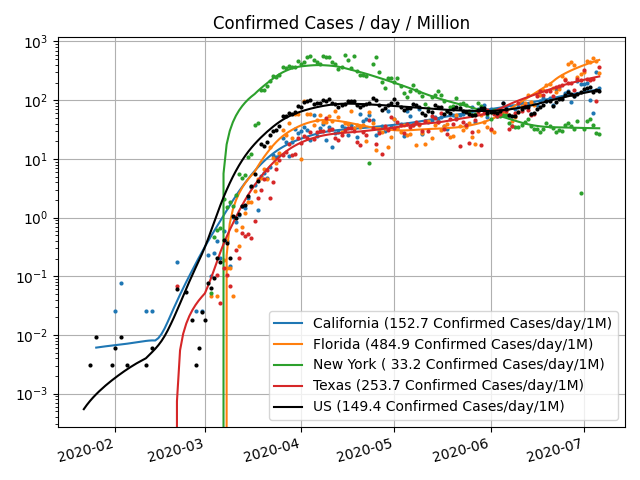 Confirmed Cases / day / Million
10³
10²
10¹
10⁰
10⁻¹
10⁻²
10⁻³
California (152.7 Confirmed Cases/day/1M)
Florida (484.9 Confirmed Cases/day/1M)
New York ( 33.2 Confirmed Cases/day/1M)
Texas (253.7 Confirmed Cases/day/1M)
US (149.4 Confirmed Cases/day/1M)
2020-02 2020-03 2020-04 2020-05 2020-06 2020-07